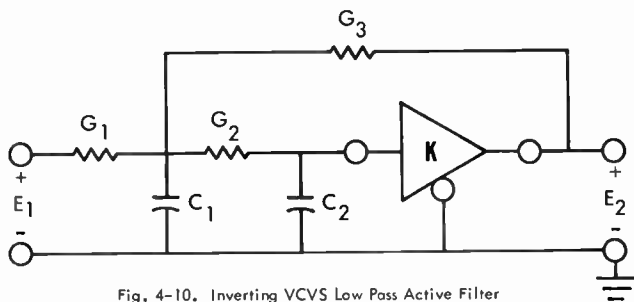 G3
G1
G2
K
+
E1
-
C1
C2
+
E2
-
Fig. 4-10. Inverting VCVS Low Pass Active Filter